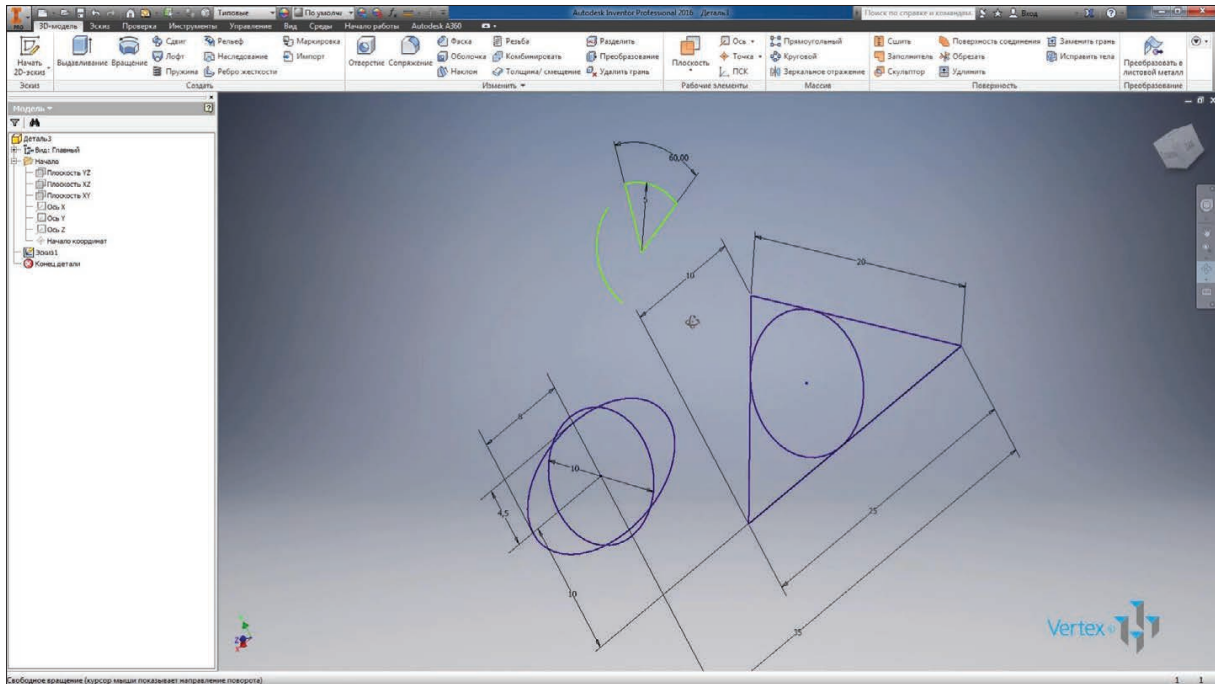 PRO
Типовые
По умолч
Autodesk Inventor Professional 2016 Деталь3
Поиск по справке и командам
Вход
3D-модель Эскиз Проверка Инструменты Управление Вид Среды Начало работы Autodesk A360
Начать
2D-эскиз
Выдавливание Вращение
Сдвиг
Лофт
Пружина
Рельеф
Наследование
Ребро жесткости
Маркировка
Импорт
Отверстие Сопряжение
Фаска
Оболочка
Наклон
Резьба
Комбинировать
Толщина/ смещение
Разделить
Преобразование
Удалить грань
Плоскость
Ось
Точка
ПСК
Прямоугольный
Круговой
Зеркальное отражение
Сшить
Заполнитель
Скульптор
Поверхность соединения
Обрезать
Удлинить
Заменить грань
Исправить тела
Преобразовать в
листовой металл
Эскиз Создать Изменить Рабочие элементы Массив Поверхность Преобразование
Модель
Деталь3
Вид: Главный
Начало
Плоскость YZ
Плоскость XZ
Плоскость XY
Ось X
Ось Y
Ось Z
Начало координат
Эскиз1
Конец детали
60,00
5
10
20
8
10
4,5
10
25
35
Vertex
Свободное вращение (курсор мыши показывает направление поворота)
1 1